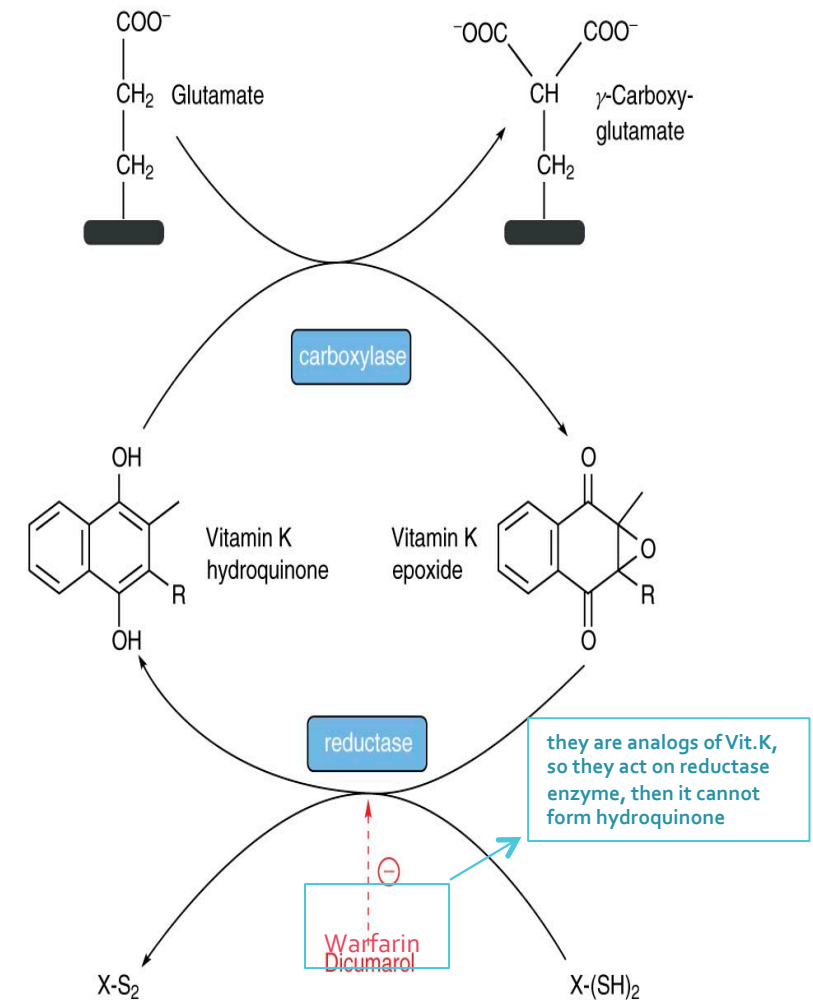 COO⁻
⁻OOC
COO⁻
CH₂ Glutamate
CH
γ-Carboxy-
glutamate
CH₂
CH₂
carboxylase
OH
O
Vitamin K
hydroquinone
Vitamin K
epoxide
O
R
R
OH
O
reductase
they are analogs of Vit.K,
so they act on reductase
enzyme, then it cannot
form hydroquinone
−
Warfarin
Dicumarol
X-S₂
X-(SH)₂